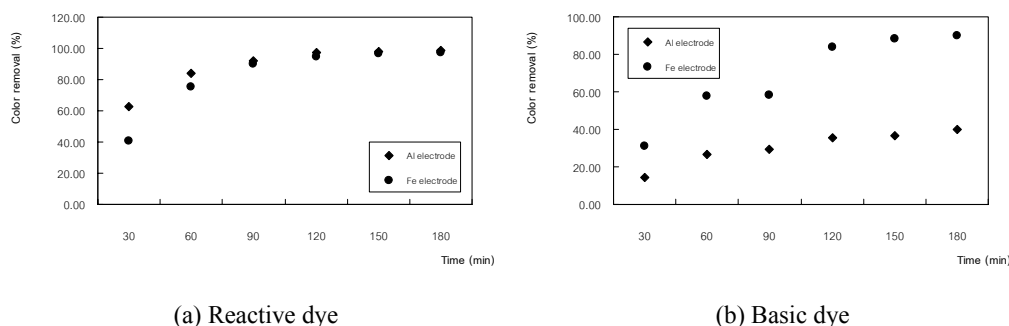 120.00
100.00
80.00
60.00
40.00
20.00
0.00
Color removal (%)
Al electrode
Fe electrode
30 60 90 120 150 180
Time (min)
(a) Reactive dye
100.00
80.00
60.00
40.00
20.00
0.00
Color removal (%)
Al electrode
Fe electrode
30 60 90 120 150 180
Time (min)
(b) Basic dye